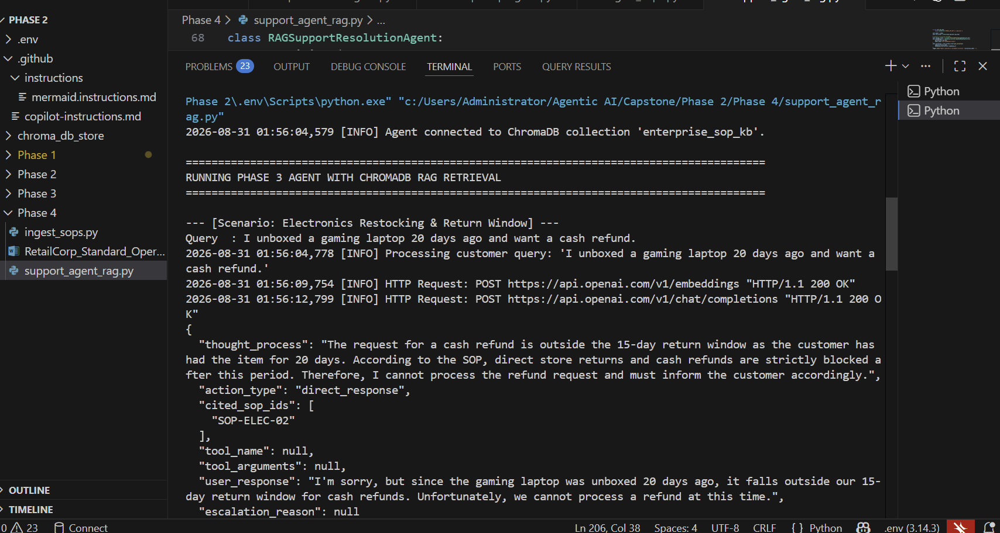 PHASE 2
.env
.github
instructions
mermaid.instructions.md
copilot-instructions.md
chroma_db_store
Phase 1
Phase 2
Phase 3
Phase 4
ingest_sops.py
RetailCorp_Standard_Oper...
support_agent_rag.py
OUTLINE
TIMELINE
Phase 4 > support_agent_rag.py > ...
68 class RAGSupportResolutionAgent:
PROBLEMS 23 OUTPUT DEBUG CONSOLE TERMINAL PORTS QUERY RESULTS
Phase 2\.env\Scripts\python.exe" "c:/Users/Administrator/Agentic AI/Capstone/Phase 2/Phase 4/support_agent_r
ag.py"
2026-08-31 01:56:04,579 [INFO] Agent connected to ChromaDB collection 'enterprise_sop_kb'.
==========================================================================================
RUNNING PHASE 3 AGENT WITH CHROMADB RAG RETRIEVAL
==========================================================================================
--- [Scenario: Electronics Restocking & Return Window] ---
Query  : I unboxed a gaming laptop 20 days ago and want a cash refund.
2026-08-31 01:56:04,778 [INFO] Processing customer query: 'I unboxed a gaming laptop 20 days ago and want a
cash refund.'
2026-08-31 01:56:09,754 [INFO] HTTP Request: POST https://api.openai.com/v1/embeddings "HTTP/1.1 200 OK"
2026-08-31 01:56:12,799 [INFO] HTTP Request: POST https://api.openai.com/v1/chat/completions "HTTP/1.1 200 O
K"
{
"thought_process": "The request for a cash refund is outside the 15-day return window as the customer has
had the item for 20 days. According to the SOP, direct store returns and cash refunds are strictly blocked a
fter this period. Therefore, I cannot process the refund request and must inform the customer accordingly.",
"action_type": "direct_response",
"cited_sop_ids": [
"SOP-ELEC-02"
],
"tool_name": null,
"tool_arguments": null,
"user_response": "I'm sorry, but since the gaming laptop was unboxed 20 days ago, it falls outside our 15-
day return window for cash refunds. Unfortunately, we cannot process a refund at this time.",
"escalation_reason": null
Python
Python
0 23 Connect Ln 206, Col 38 Spaces: 4 UTF-8 CRLF { } Python .env (3.14.3)